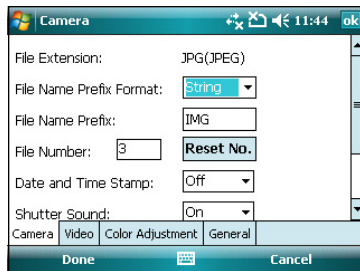 Camera 11:44 ok
File Extension: JPG(JPEG)
File Name Prefix Format: String
File Name Prefix: IMG
File Number: 3 Reset No.
Date and Time Stamp: Off
Shutter Sound: On
Camera Video Color Adjustment General
Done Cancel